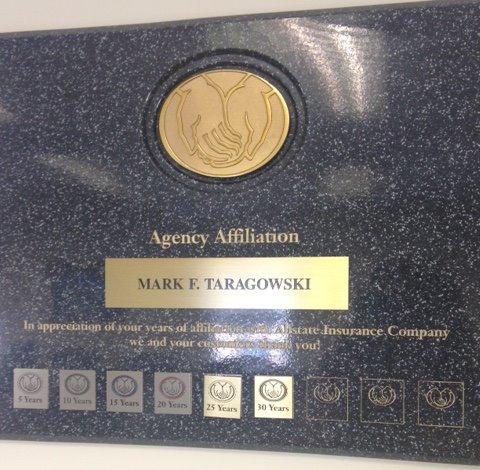 Agency Affiliation
MARK F. TARAGOWSKI
In appreciation of your years of affiliation with Allstate Insurance Company
we and your customers thank you!
5 Years 10 Years 15 Years 20 Years 25 Years 30 Years